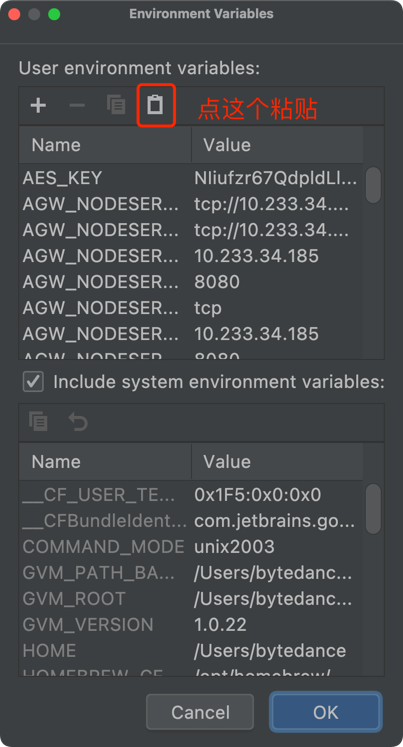 Environment Variables
User environment variables:
点这个粘贴
Name Value
AES_KEY Nliufzr67QdpIdLl...
AGW_NODESER... tcp://10.233.34....
AGW_NODESER... tcp://10.233.34....
AGW_NODESER... 10.233.34.185
AGW_NODESER... 8080
AGW_NODESER... tcp
AGW_NODESER... 10.233.34.185
AGW_NODESER... 8080
Include system environment variables:
Name Value
__CF_USER_TE... 0x1F5:0x0:0x0
__CFBundleIdent... com.jetbrains.go...
COMMAND_MODE unix2003
GVM_PATH_BA... /Users/bytedanc...
GVM_ROOT /Users/bytedanc...
GVM_VERSION 1.0.22
HOME /Users/bytedance
HOMEBREW_CE... /opt/homebrew/
Cancel OK